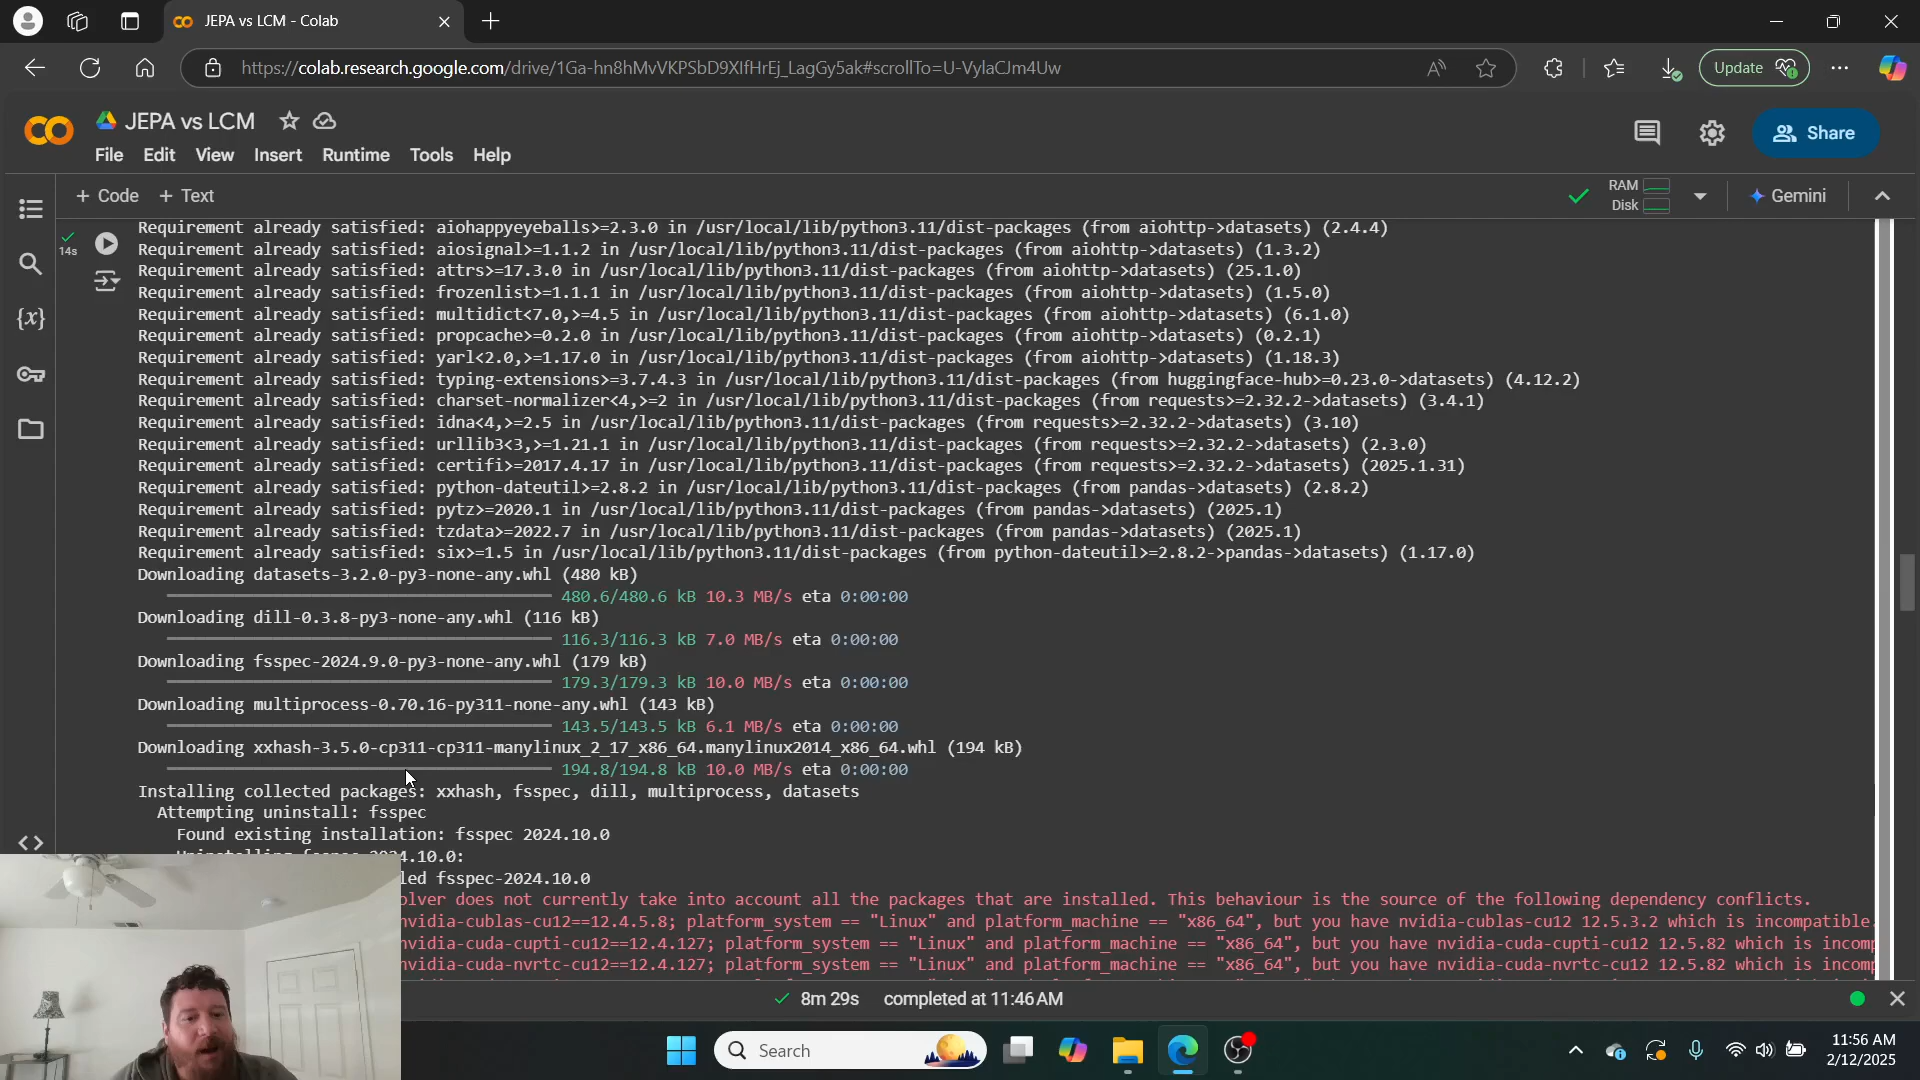 JEPA vs LCM - Colab
https://colab.research.google.com/drive/1Ga-hn8hMvVKPSbD9XIfHrEj_LagGy5ak#scrollTo=U-VylaCJm4Uw
Update
JEPA vs LCM
Share
File Edit View Insert Runtime Tools Help
+ Code + Text
RAM
Disk
Gemini
14s
Requirement already satisfied: aiohappyeyeballs>=2.3.0 in /usr/local/lib/python3.11/dist-packages (from aiohttp->datasets) (2.4.4)
Requirement already satisfied: aiosignal>=1.1.2 in /usr/local/lib/python3.11/dist-packages (from aiohttp->datasets) (1.3.2)
Requirement already satisfied: attrs>=17.3.0 in /usr/local/lib/python3.11/dist-packages (from aiohttp->datasets) (25.1.0)
Requirement already satisfied: frozenlist>=1.1.1 in /usr/local/lib/python3.11/dist-packages (from aiohttp->datasets) (1.5.0)
Requirement already satisfied: multidict<7.0,>=4.5 in /usr/local/lib/python3.11/dist-packages (from aiohttp->datasets) (6.1.0)
Requirement already satisfied: propcache>=0.2.0 in /usr/local/lib/python3.11/dist-packages (from aiohttp->datasets) (0.2.1)
Requirement already satisfied: yarl<2.0,>=1.17.0 in /usr/local/lib/python3.11/dist-packages (from aiohttp->datasets) (1.18.3)
Requirement already satisfied: typing-extensions>=3.7.4.3 in /usr/local/lib/python3.11/dist-packages (from huggingface-hub>=0.23.0->datasets) (4.12.2)
Requirement already satisfied: charset-normalizer<4,>=2 in /usr/local/lib/python3.11/dist-packages (from requests>=2.32.2->datasets) (3.4.1)
Requirement already satisfied: idna<4,>=2.5 in /usr/local/lib/python3.11/dist-packages (from requests>=2.32.2->datasets) (3.10)
Requirement already satisfied: urllib3<3,>=1.21.1 in /usr/local/lib/python3.11/dist-packages (from requests>=2.32.2->datasets) (2.3.0)
Requirement already satisfied: certifi>=2017.4.17 in /usr/local/lib/python3.11/dist-packages (from requests>=2.32.2->datasets) (2025.1.31)
Requirement already satisfied: python-dateutil>=2.8.2 in /usr/local/lib/python3.11/dist-packages (from pandas->datasets) (2.8.2)
Requirement already satisfied: pytz>=2020.1 in /usr/local/lib/python3.11/dist-packages (from pandas->datasets) (2025.1)
Requirement already satisfied: tzdata>=2022.7 in /usr/local/lib/python3.11/dist-packages (from pandas->datasets) (2025.1)
Requirement already satisfied: six>=1.5 in /usr/local/lib/python3.11/dist-packages (from python-dateutil>=2.8.2->pandas->datasets) (1.17.0)
Downloading datasets-3.2.0-py3-none-any.whl (480 kB)
480.6/480.6 kB 10.3 MB/s eta 0:00:00
Downloading dill-0.3.8-py3-none-any.whl (116 kB)
116.3/116.3 kB 7.0 MB/s eta 0:00:00
Downloading fsspec-2024.9.0-py3-none-any.whl (179 kB)
179.3/179.3 kB 10.0 MB/s eta 0:00:00
Downloading multiprocess-0.70.16-py311-none-any.whl (143 kB)
143.5/143.5 kB 6.1 MB/s eta 0:00:00
Downloading xxhash-3.5.0-cp311-cp311-manylinux_2_17_x86_64.manylinux2014_x86_64.whl (194 kB)
194.8/194.8 kB 10.0 MB/s eta 0:00:00
Installing collected packages: xxhash, fsspec, dill, multiprocess, datasets
Attempting uninstall: fsspec
Found existing installation: fsspec 2024.10.0
4.10.0:
led fsspec-2024.10.0
olver does not currently take into account all the packages that are installed. This behaviour is the source of the following dependency conflicts.
nvidia-cublas-cu12==12.4.5.8; platform_system == "Linux" and platform_machine == "x86_64", but you have nvidia-cublas-cu12 12.5.3.2 which is incompatible.
nvidia-cuda-cupti-cu12==12.4.127; platform_system == "Linux" and platform_machine == "x86_64", but you have nvidia-cuda-cupti-cu12 12.5.82 which is incomp
nvidia-cuda-nvrtc-cu12==12.4.127; platform_system == "Linux" and platform_machine == "x86_64", but you have nvidia-cuda-nvrtc-cu12 12.5.82 which is incomp
8m 29s completed at 11:46 AM
Search
11:56 AM
2/12/2025